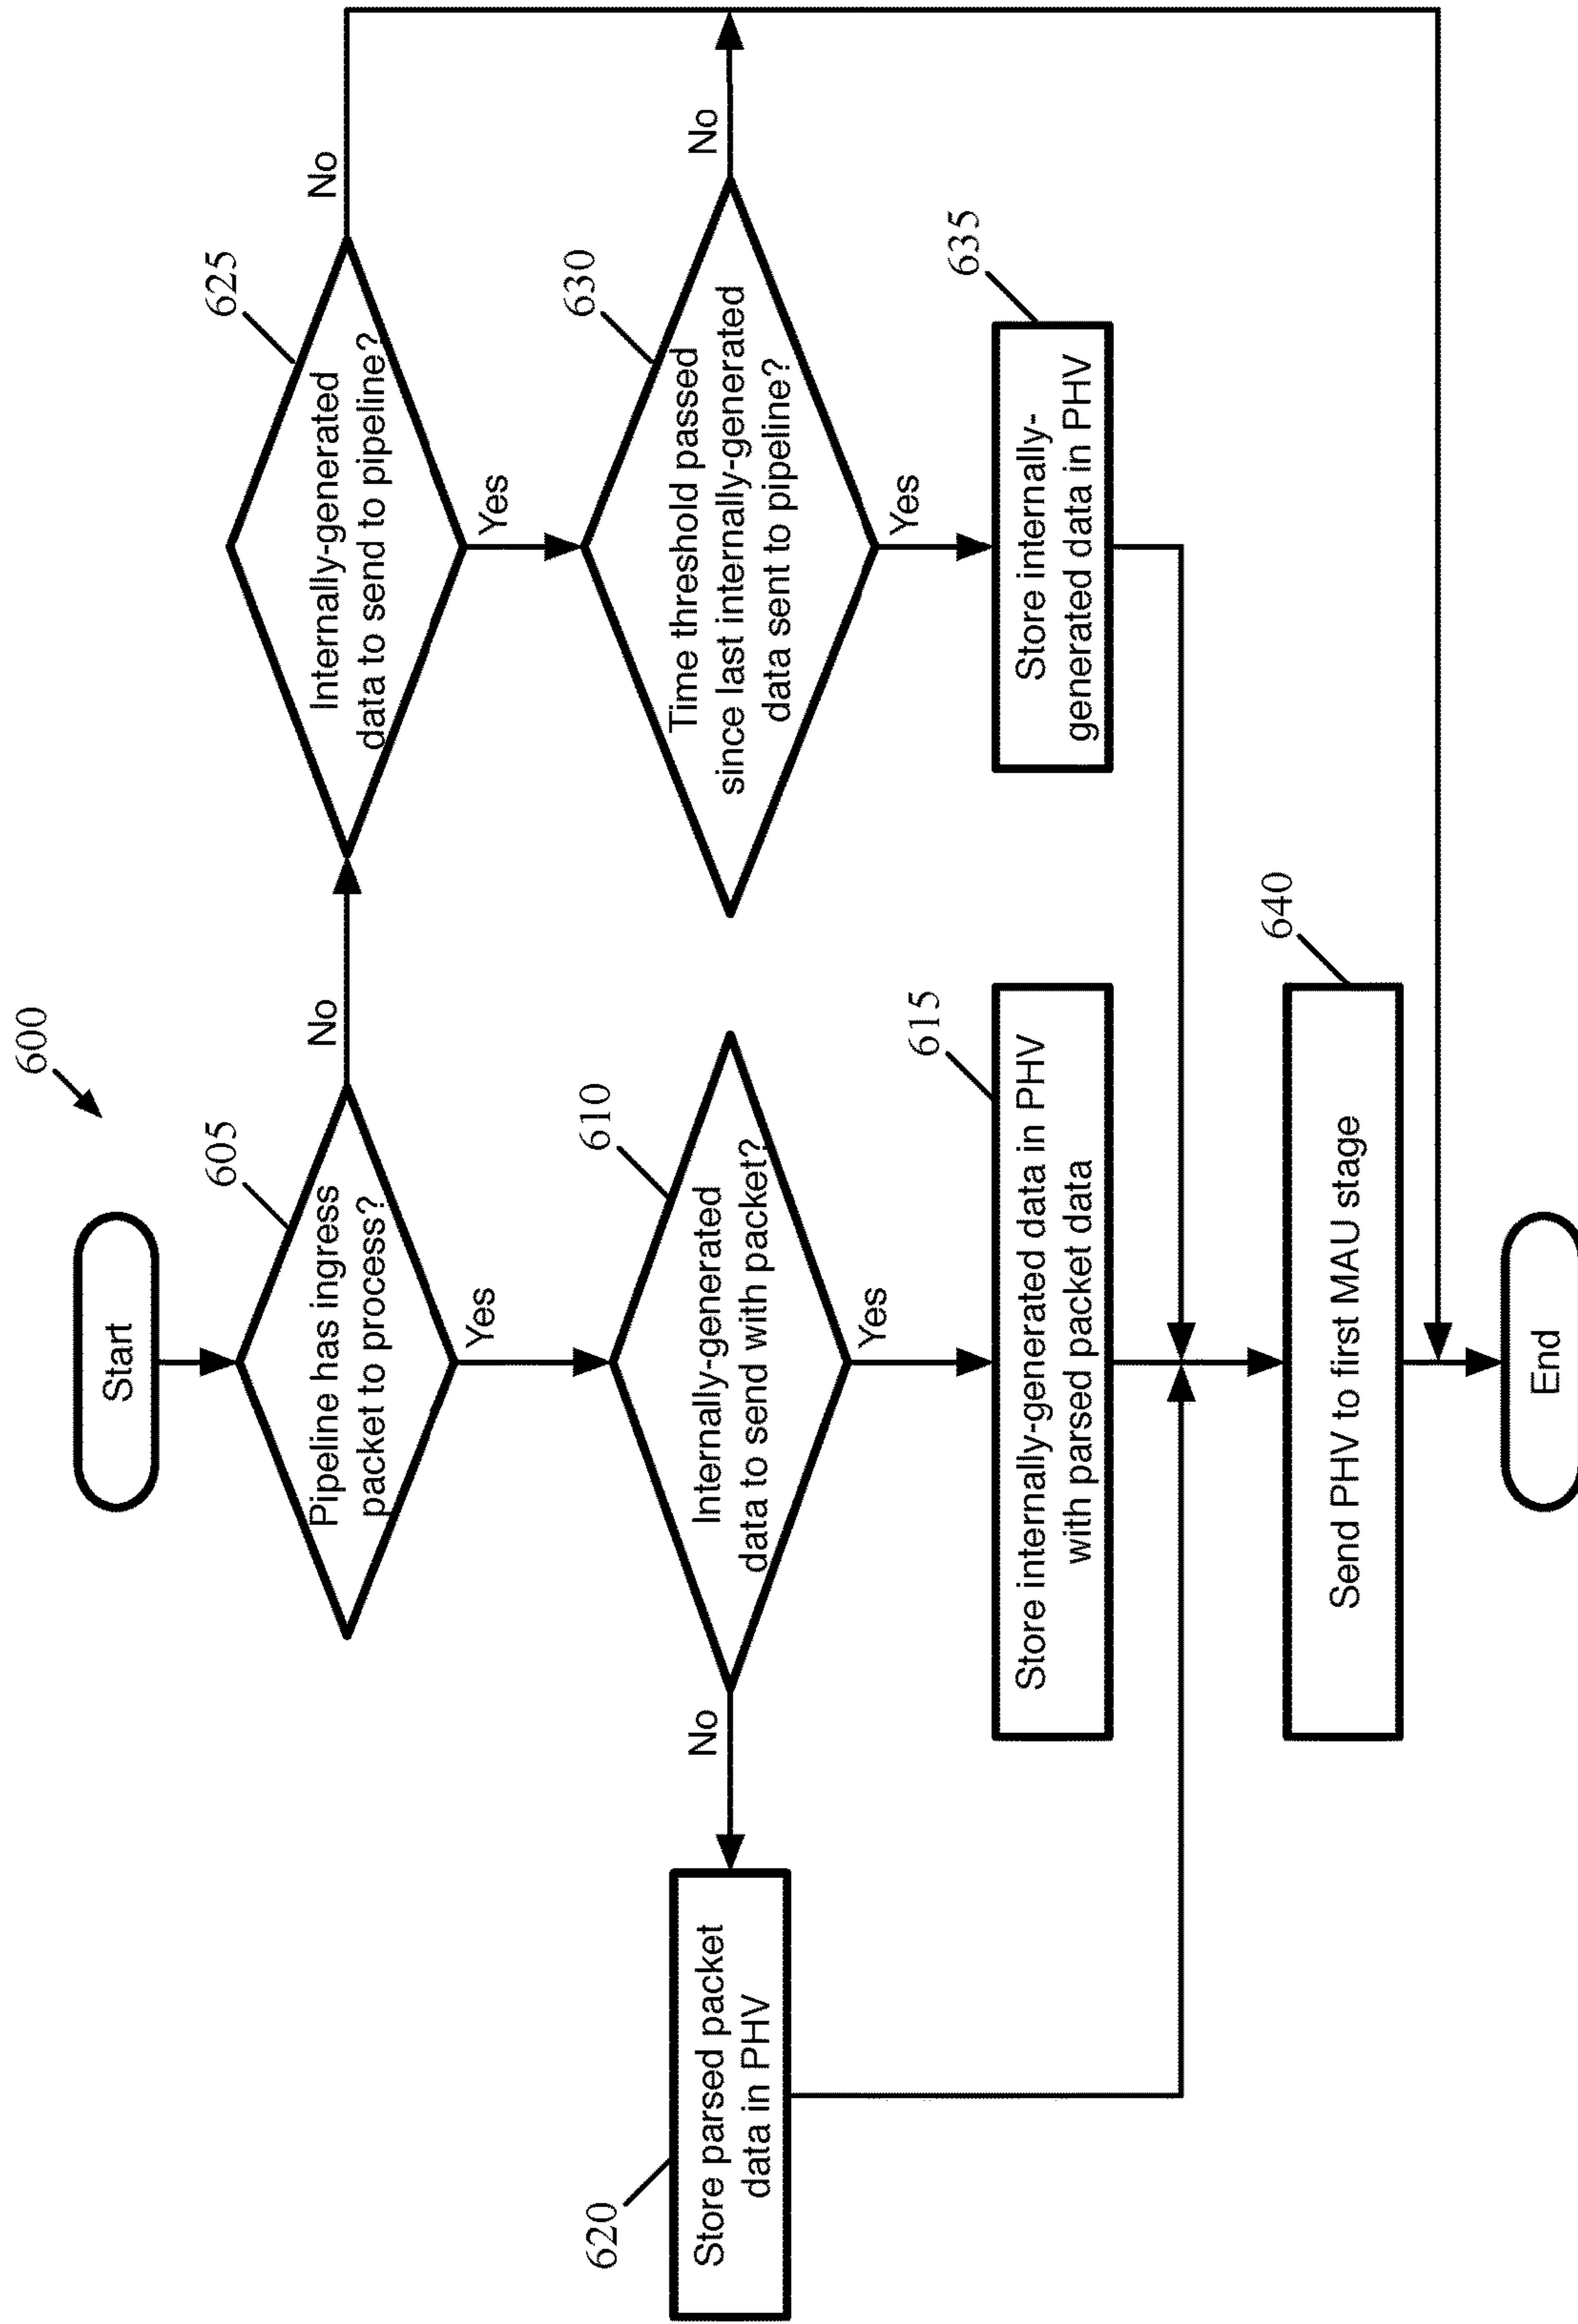 600
Start
605
Pipeline has ingress
packet to process?
No
Yes
625
Internally-generated
data to send to pipeline?
No
Yes
610
Internally-generated
data to send with packet?
No
Yes
630
Time threshold passed
since last internally-generated
data sent to pipeline?
No
Yes
620
Store parsed packet
data in PHV
615
Store internally-generated data in PHV
with parsed packet data
635
Store internally-
generated data in PHV
640
Send PHV to first MAU stage
End